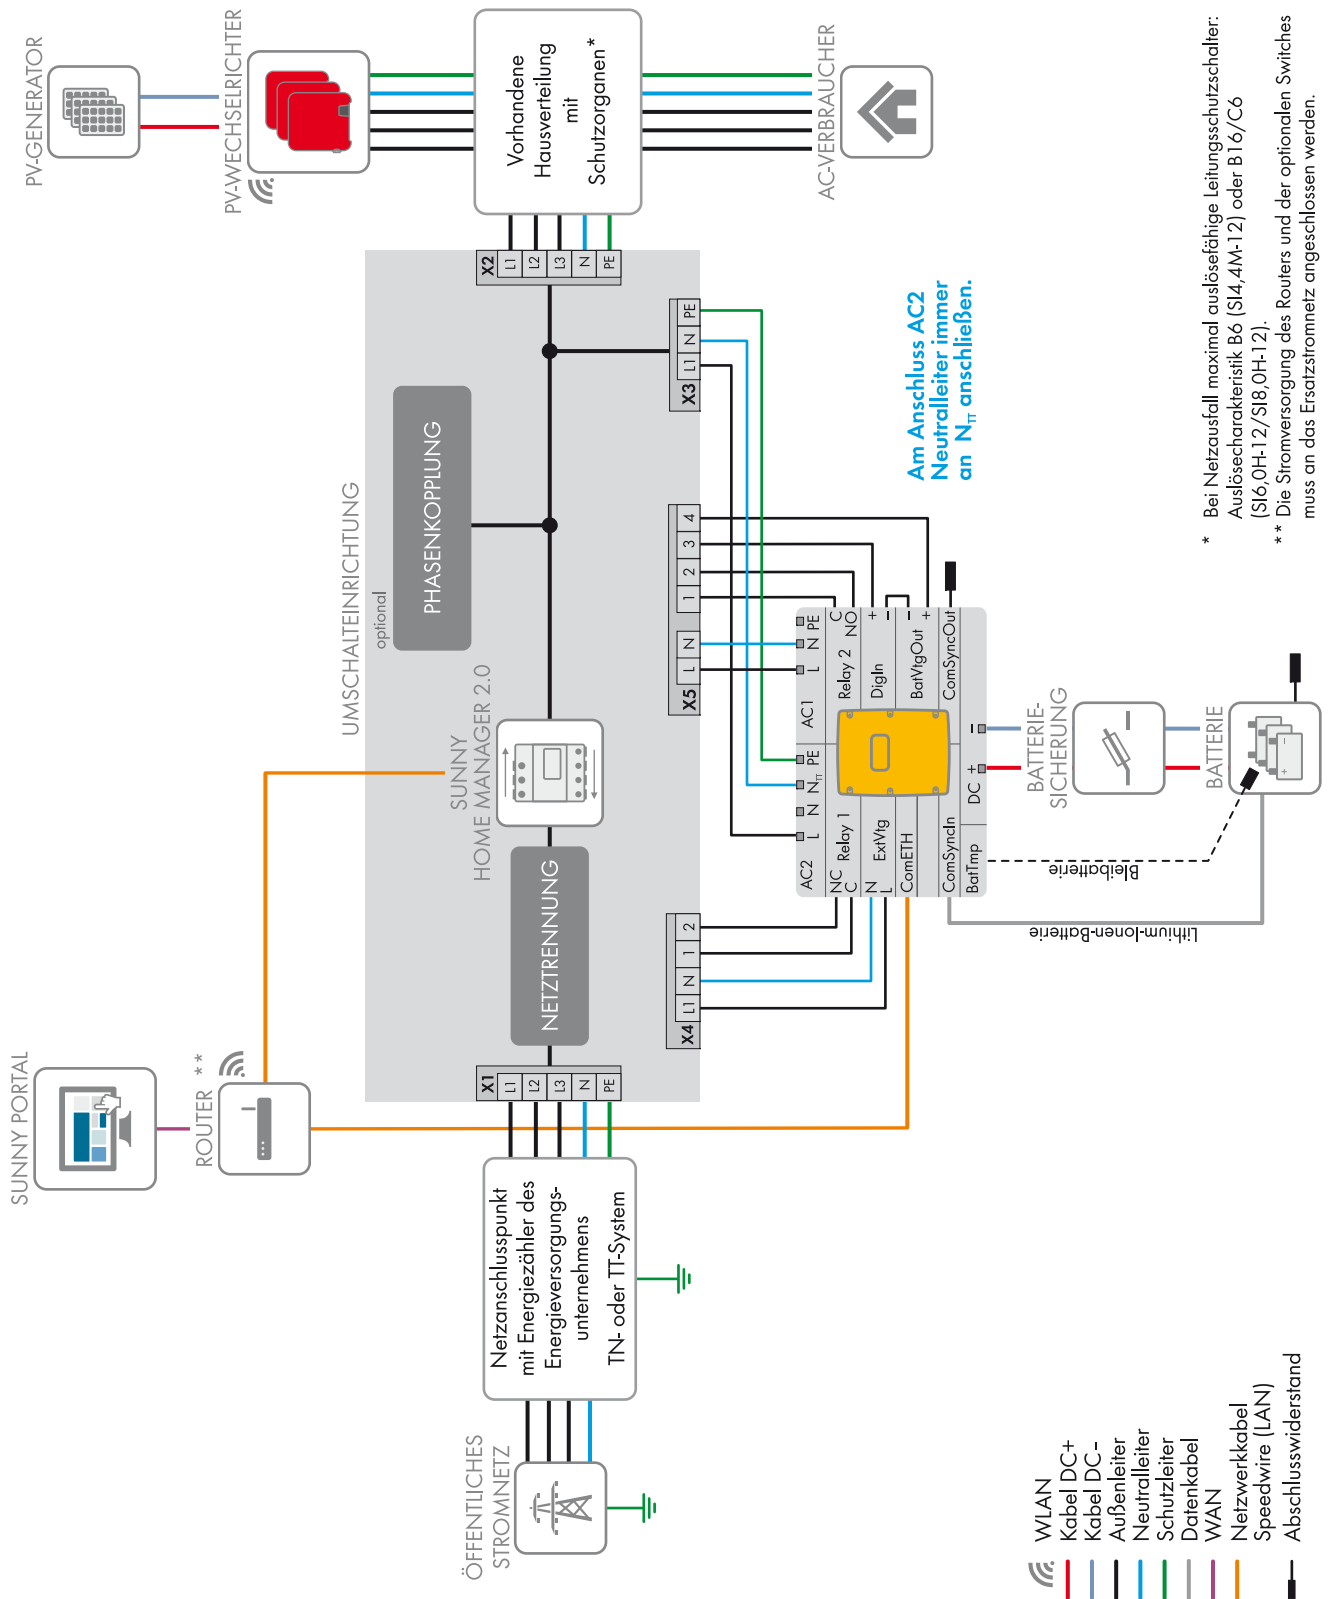 SUNNY PORTAL
ROUTER **
PV-GENERATOR
PV-WECHSELRICHTER
UMSCHALTEINRICHTUNG
optional
PHASENKOPPLUNG
SUNNY
HOME MANAGER 2.0
NETZTRENNUNG
ÖFFENTLICHES
STROMNETZ
Netzanschlusspunkt
mit Energiezähler des
Energieversorgungs-
unternehmens
TN- oder TT-System
X1
L1
L2
L3
N
PE
X2
L1
L2
L3
N
PE
Vorhandene
Hausverteilung
mit
Schutzorganen*
AC-VERBRAUCHER
X4
L1
N
1
2
X5
L
N
1
2
3
4
X3
L1
N
PE
Am Anschluss AC2
Neutralleiter immer
an NTT anschließen.
AC2
L
N
NTT
PE
AC1
L
N
PE
NC
C
Relay 1
Relay 2
C
NO
N
L
ExtVtg
DigIn
+
–
ComETH
BatVtgOut
–
+
ComSyncIn
ComSyncOut
BatTmp
DC +
–
Bleibatterie
Lithium-Ionen-Batterie
BATTERIE-
SICHERUNG
BATTERIE
WLAN
Kabel DC+
Kabel DC–
Außenleiter
Neutralleiter
Schutzleiter
Datenkabel
WAN
Netzwerkkabel
Speedwire (LAN)
Abschlusswiderstand
* Bei Netzausfall maximal auslösefähige Leitungsschutzschalter:
Auslösecharakteristik B6 (SI4,4M-12) oder B16/C6
(SI6,0H-12/SI8,0H-12).
** Die Stromversorgung des Routers und der optionalen Switches
muss an das Ersatzstromnetz angeschlossen werden.